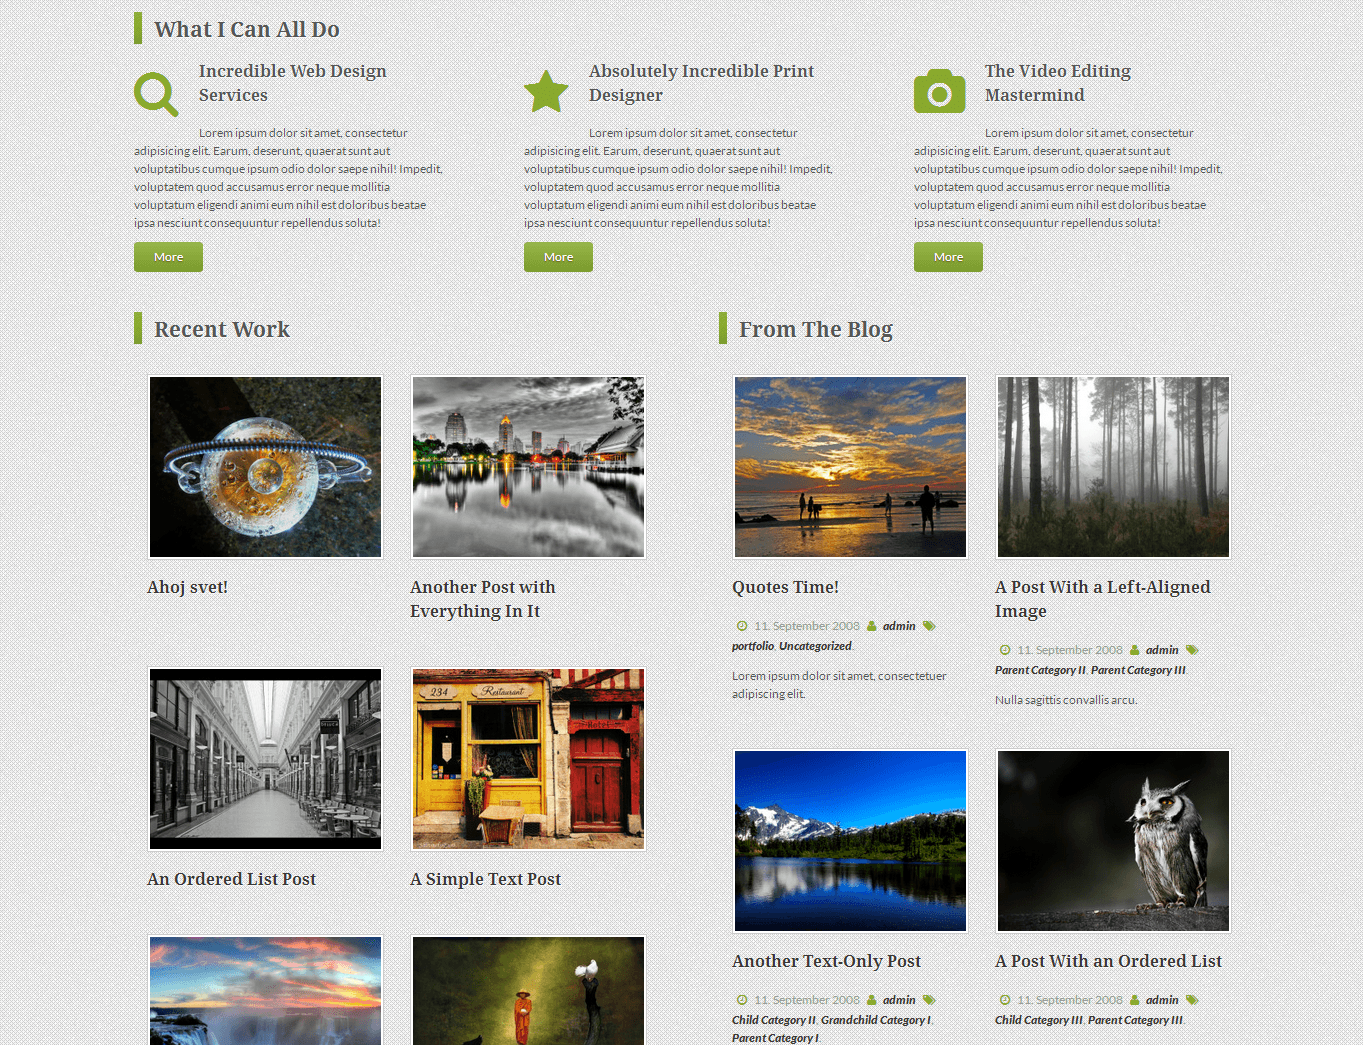 What I Can All Do
Incredible Web Design
Services
Lorem ipsum dolor sit amet, consectetur
adipisicing elit. Earum, deserunt, quaerat sunt aut
voluptatibus cumque ipsum odio dolor saepe nihil! Impedit,
voluptatem quod accusamus error neque mollitia
voluptatum eligendi animi eum nihil est doloribus beatae
ipsa nesciunt consequuntur repellendus soluta!
More
Absolutely Incredible Print
Designer
Lorem ipsum dolor sit amet, consectetur
adipisicing elit. Earum, deserunt, quaerat sunt aut
voluptatibus cumque ipsum odio dolor saepe nihil! Impedit,
voluptatem quod accusamus error neque mollitia
voluptatum eligendi animi eum nihil est doloribus beatae
ipsa nesciunt consequuntur repellendus soluta!
More
The Video Editing
Mastermind
Lorem ipsum dolor sit amet, consectetur
adipisicing elit. Earum, deserunt, quaerat sunt aut
voluptatibus cumque ipsum odio dolor saepe nihil! Impedit,
voluptatem quod accusamus error neque mollitia
voluptatum eligendi animi eum nihil est doloribus beatae
ipsa nesciunt consequuntur repellendus soluta!
More
Recent Work
Ahoj svet!
Another Post with
Everything In It
An Ordered List Post
234 Restaurant
A Simple Text Post
From The Blog
Quotes Time!
11. September 2008 admin
portfolio, Uncategorized.
Lorem ipsum dolor sit amet, consectetuer
adipiscing elit.
A Post With a Left-Aligned
Image
11. September 2008 admin
Parent Category II, Parent Category III.
Nulla sagittis convallis arcu.
Another Text-Only Post
11. September 2008 admin
Child Category II, Grandchild Category I,
Parent Category I.
A Post With an Ordered List
11. September 2008 admin
Child Category III, Parent Category III.